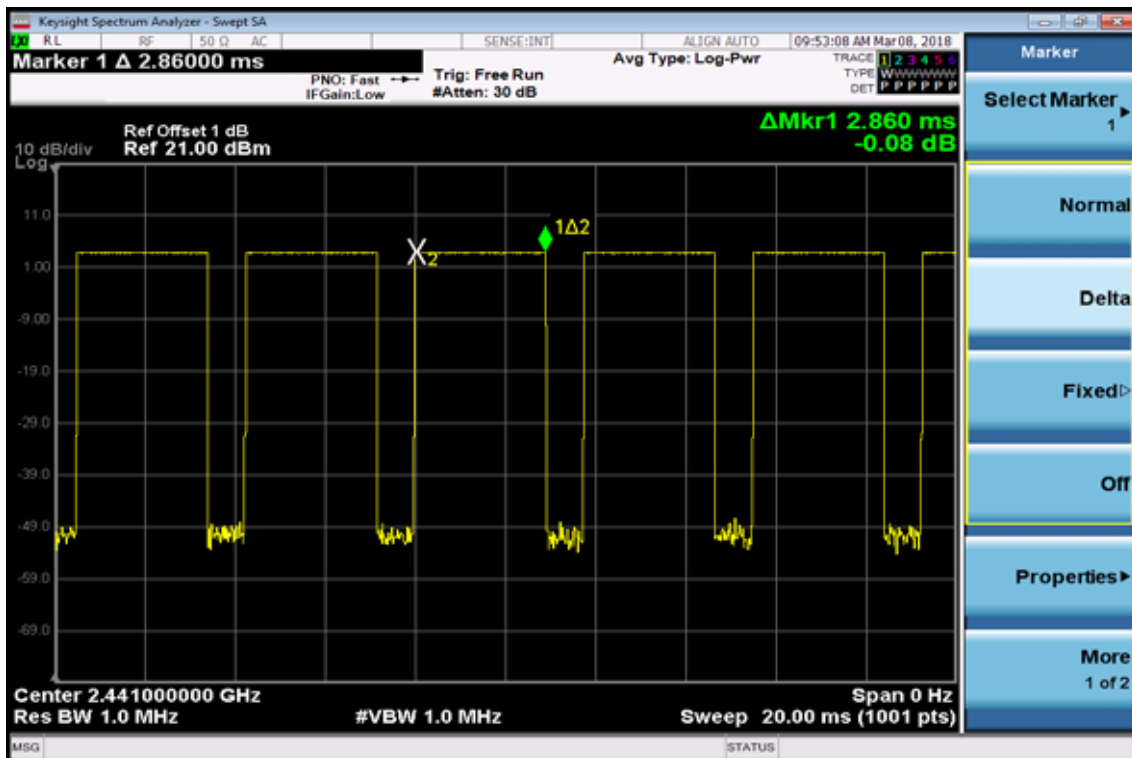 Keysight Spectrum Analyzer - Swept SA
RL RF 50 Ω AC SENSE:INT ALIGN AUTO 09:53:08 AM Mar 08, 2018
Marker 1 Δ 2.86000 ms
PNO: Fast
IFGain:Low
Trig: Free Run
#Atten: 30 dB
Avg Type: Log-Pwr
TRACE 1 2 3 4 5 6
TYPE W W W W W W
DET P P P P P P
Ref Offset 1 dB
Ref 21.00 dBm
10 dB/div
Log
ΔMkr1 2.860 ms
-0.08 dB
11.0
1.00
-9.00
-19.0
-29.0
-39.0
-49.0
-59.0
-69.0
X2
1Δ2
Center 2.441000000 GHz
Span 0 Hz
Res BW 1.0 MHz
#VBW 1.0 MHz
Sweep 20.00 ms (1001 pts)
MSG
STATUS
Marker
Select Marker
1
Normal
Delta
Fixed
Off
Properties
More
1 of 2